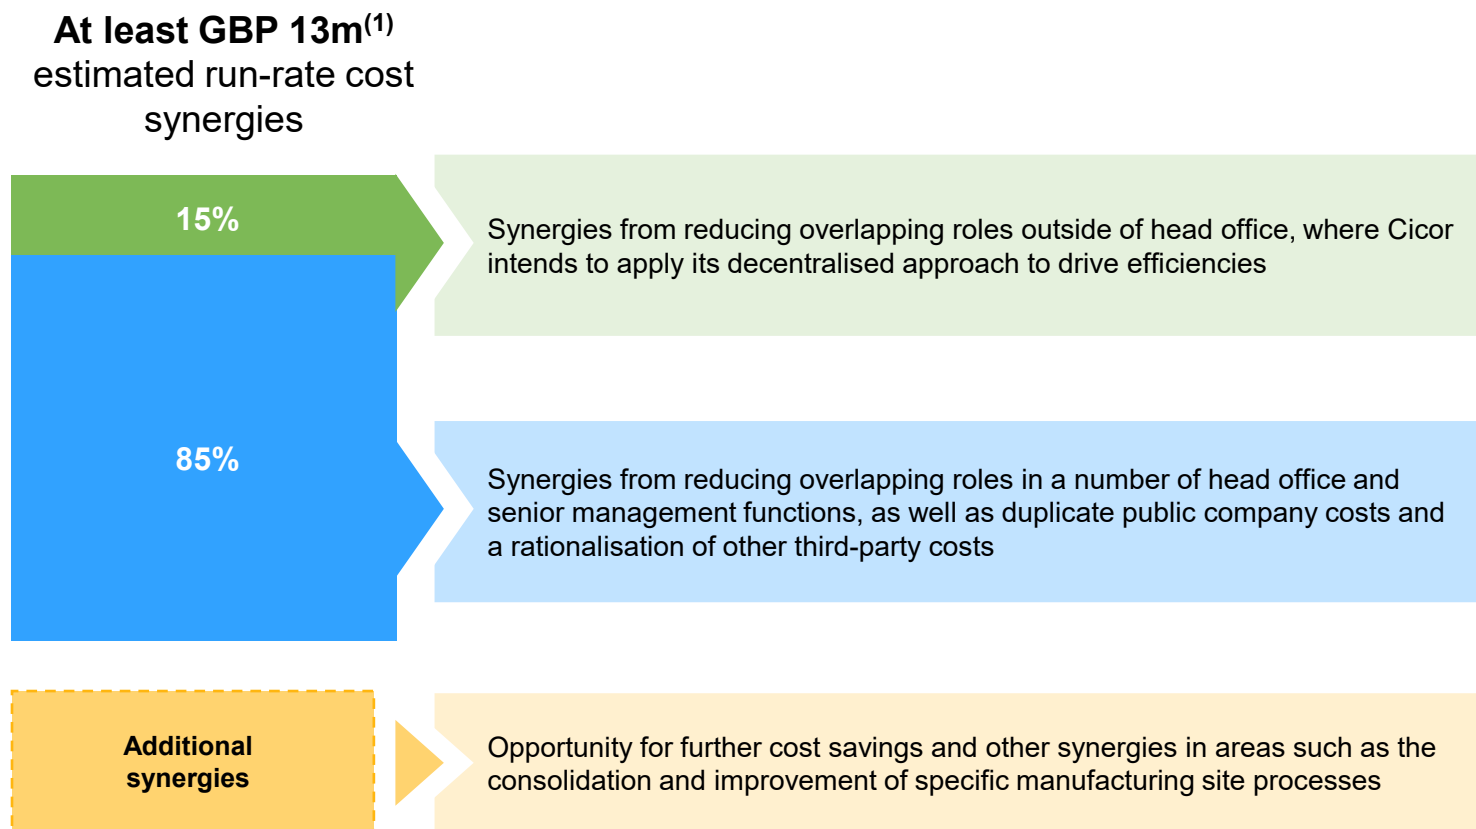 At least GBP 13m(1)
estimated run-rate cost
synergies
15%
Synergies from reducing overlapping roles outside of head office, where Cicor
intends to apply its decentralised approach to drive efficiencies
85%
Synergies from reducing overlapping roles in a number of head office and
senior management functions, as well as duplicate public company costs and
a rationalisation of other third-party costs
Additional
synergies
Opportunity for further cost savings and other synergies in areas such as the
consolidation and improvement of specific manufacturing site processes